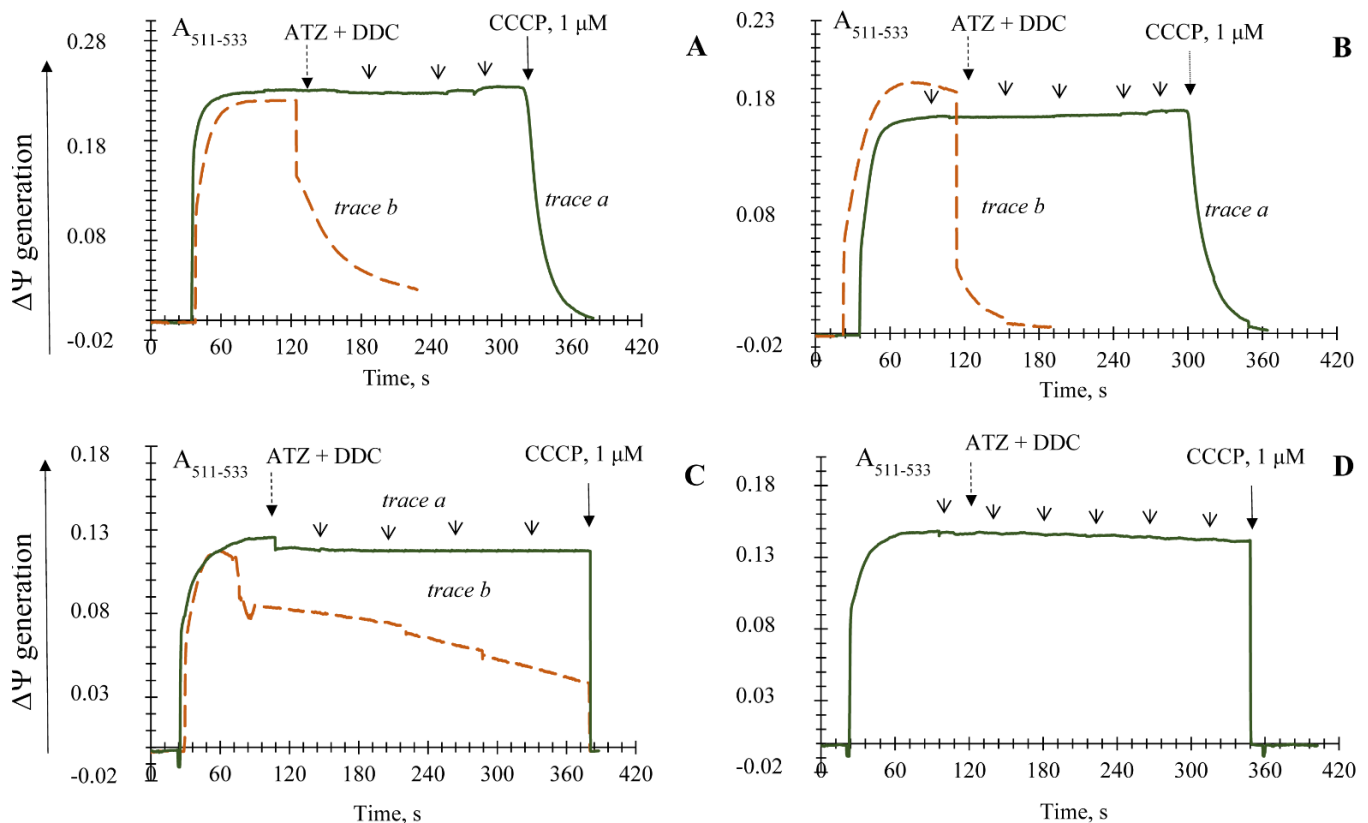 A511-533
ATZ + DDC
CCCP, 1 μM
A
0.28
0.18
0.08
-0.02
ΔΨ generation
trace b
trace a
0 60 120 180 240 300 360 420
Time, s
A511-533
ATZ + DDC
CCCP, 1 μM
B
0.23
0.18
0.08
-0.02
trace b
trace a
0 60 120 180 240 300 360 420
Time, s
A511-533
ATZ + DDC
CCCP, 1 μM
C
0.18
0.13
0.08
0.03
-0.02
ΔΨ generation
trace a
trace b
0 60 120 180 240 300 360 420
Time, s
A511-533
ATZ + DDC
CCCP, 1 μM
D
0.18
0.13
0.08
0.03
-0.02
0 60 120 180 240 300 360 420
Time, s